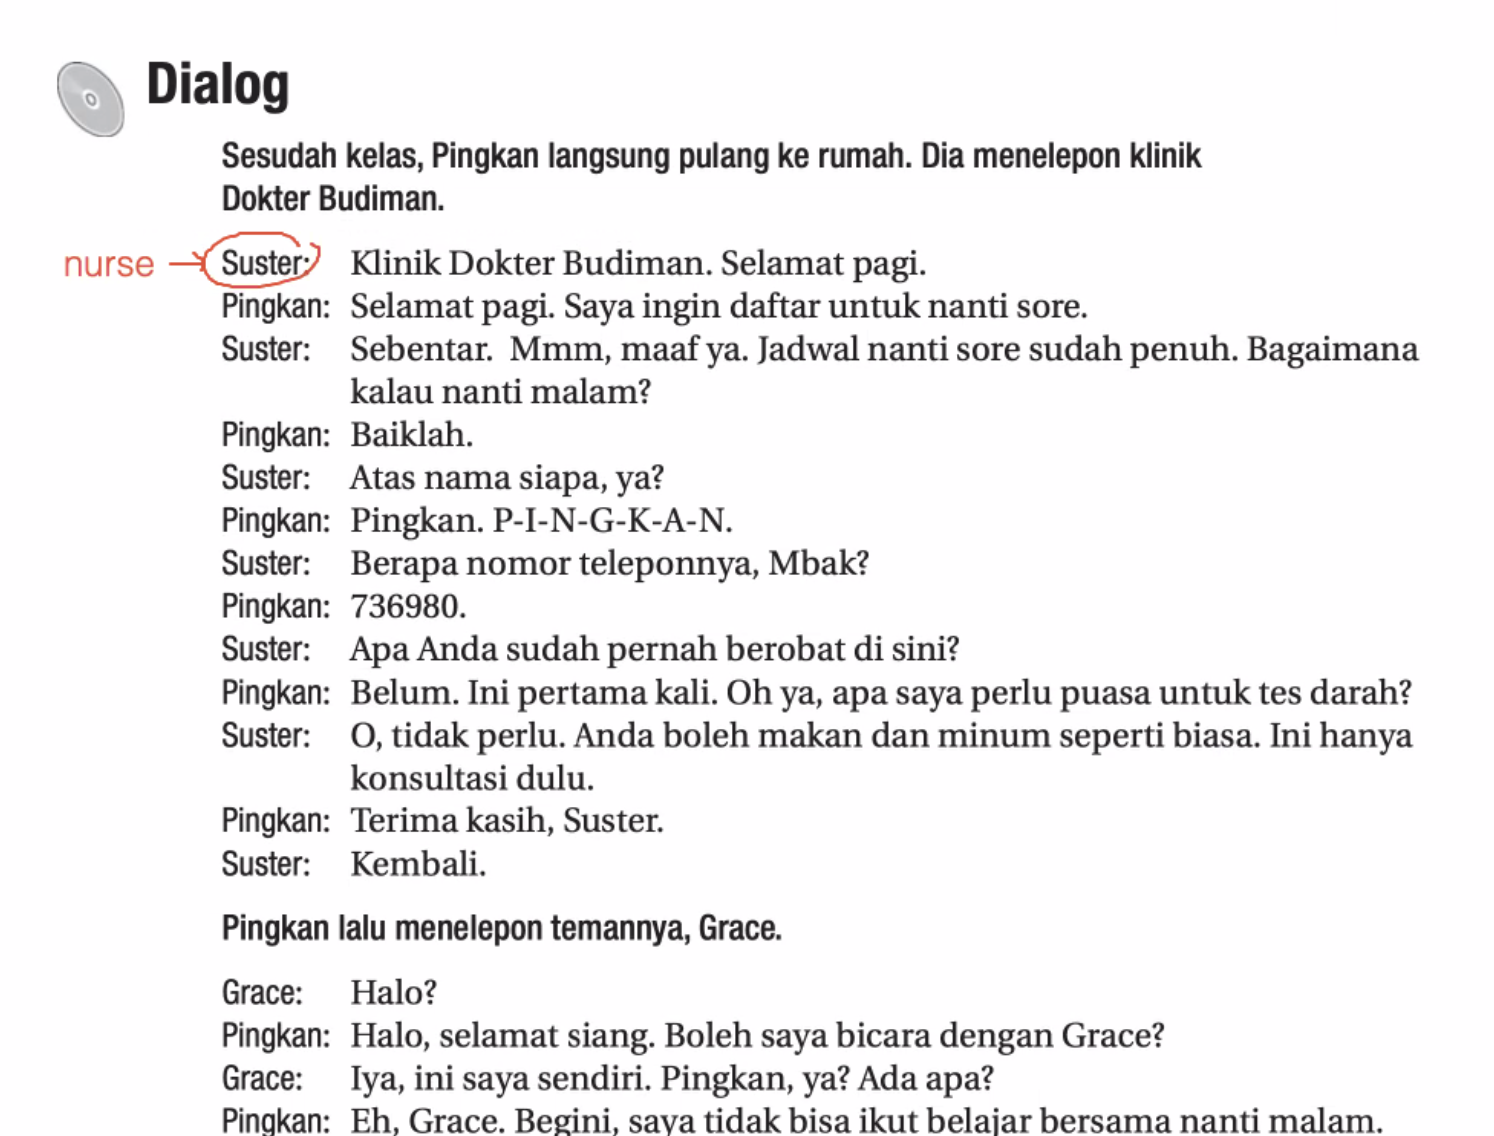 Dialog
Sesudah kelas, Pingkan langsung pulang ke rumah. Dia menelepon klinik
Dokter Budiman.
nurse
Suster: Klinik Dokter Budiman. Selamat pagi.
Pingkan: Selamat pagi. Saya ingin daftar untuk nanti sore.
Suster: Sebentar. Mmm, maaf ya. Jadwal nanti sore sudah penuh. Bagaimana
kalau nanti malam?
Pingkan: Baiklah.
Suster: Atas nama siapa, ya?
Pingkan: Pingkan. P-I-N-G-K-A-N.
Suster: Berapa nomor teleponnya, Mbak?
Pingkan: 736980.
Suster: Apa Anda sudah pernah berobat di sini?
Pingkan: Belum. Ini pertama kali. Oh ya, apa saya perlu puasa untuk tes darah?
Suster: O, tidak perlu. Anda boleh makan dan minum seperti biasa. Ini hanya
konsultasi dulu.
Pingkan: Terima kasih, Suster.
Suster: Kembali.
Pingkan lalu menelepon temannya, Grace.
Grace: Halo?
Pingkan: Halo, selamat siang. Boleh saya bicara dengan Grace?
Grace: Iya, ini saya sendiri. Pingkan, ya? Ada apa?
Pingkan: Eh, Grace. Begini, saya tidak bisa ikut belajar bersama nanti malam.